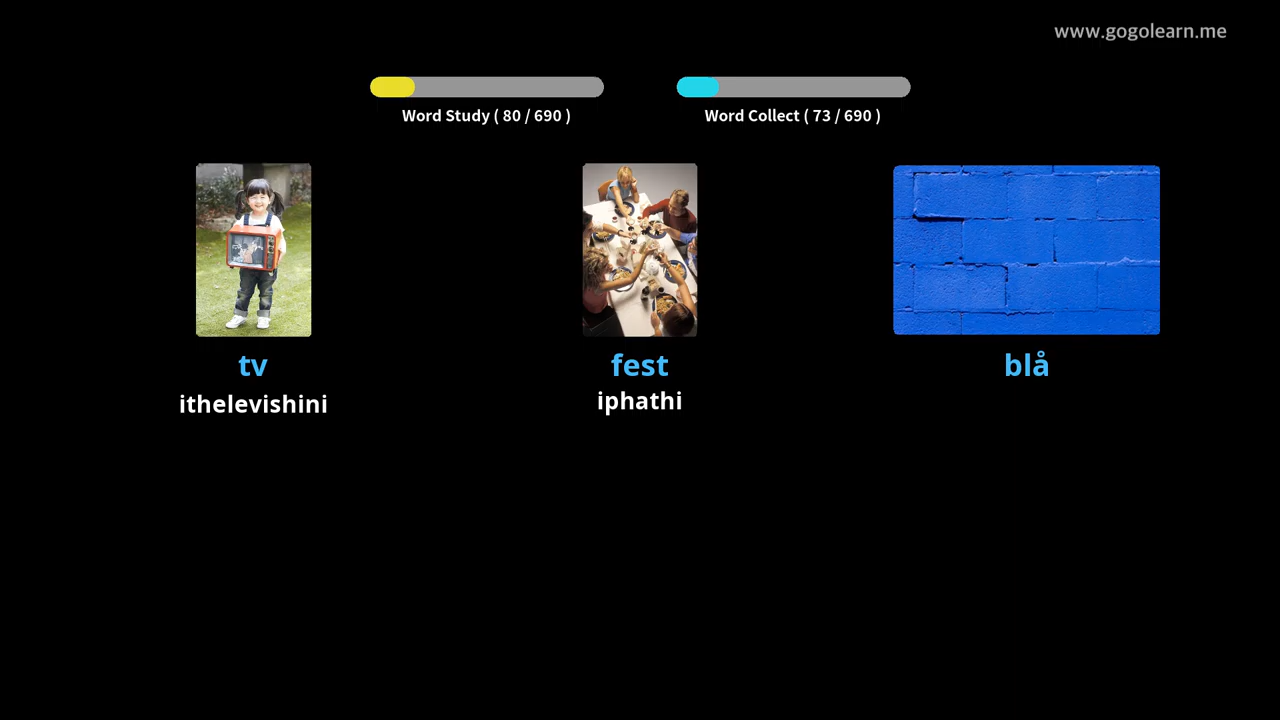 www.gogolearn.me
Word Study ( 80 / 690 )
Word Collect ( 73 / 690 )
tv
ithelevishini
fest
iphathi
blå